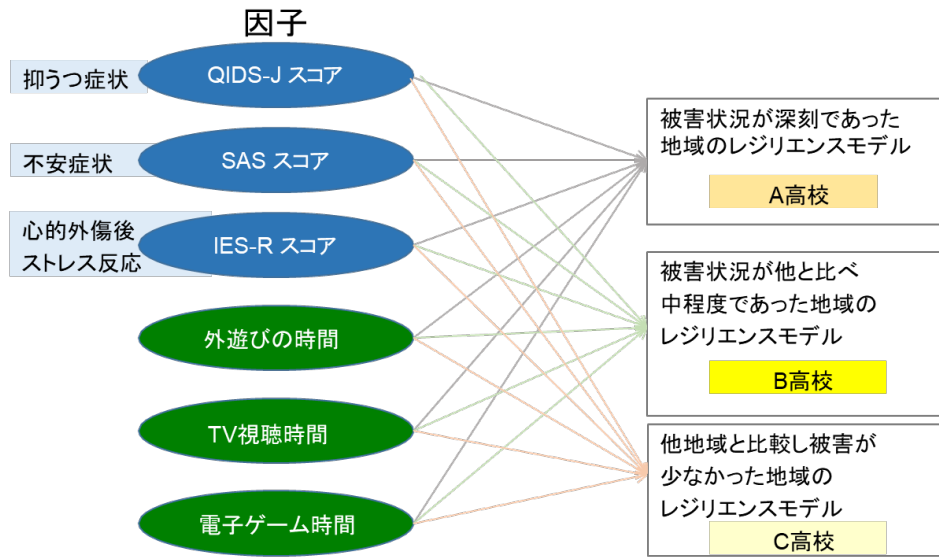 因子
抑うつ症状
QIDS-J スコア
不安症状
SAS スコア
心的外傷後
ストレス反応
IES-R スコア
外遊びの時間
TV視聴時間
電子ゲーム時間
被害状況が深刻であった
地域のレジリエンスモデル
A高校
被害状況が他と比べ
中程度であった地域の
レジリエンスモデル
B高校
他地域と比較し被害が
少なかった地域の
レジリエンスモデル
C高校